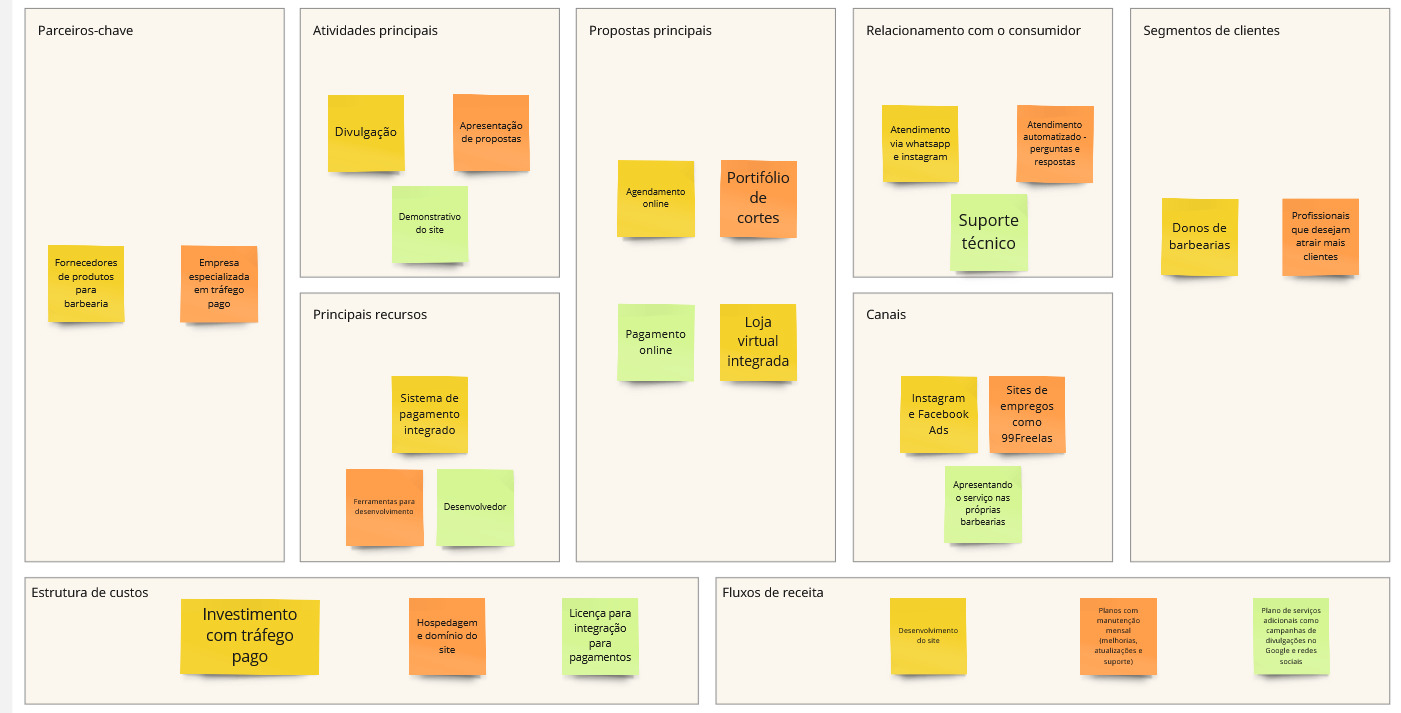 Parceiros-chave
Fornecedores
de produtos
para
barbearia
Empresa
especializada
em tráfego
pago
Atividades principais
Divulgação
Apresentação
de propostas
Demonstrativo
do site
Principais recursos
Sistema de
pagamento
integrado
Ferramentas para
desenvolvimento
Desenvolvedor
Propostas principais
Agendamento
online
Portifólio
de
cortes
Pagamento
online
Loja
virtual
integrada
Relacionamento com o consumidor
Atendimento
via whatsapp
e instagram
Atendimento
automatizado -
perguntas e
respostas
Suporte
técnico
Canais
Instagram
e Facebook
Ads
Sites de
empregos
como
99Freelas
Apresentando
o serviço nas
próprias
barbearias
Segmentos de clientes
Donos de
barbearias
Profissionais
que desejam
atrair mais
clientes
Estrutura de custos
Investimento
com tráfego
pago
Hospedagem
e domínio do
site
Licença para
integração
para
pagamentos
Fluxos de receita
Desenvolvimento
do site
Planos com
manutenção
mensal
(melhorias,
atualizações e
suporte)
Plano de serviços
adicionais como
campanhas de
divulgações no
Google e redes
sociais